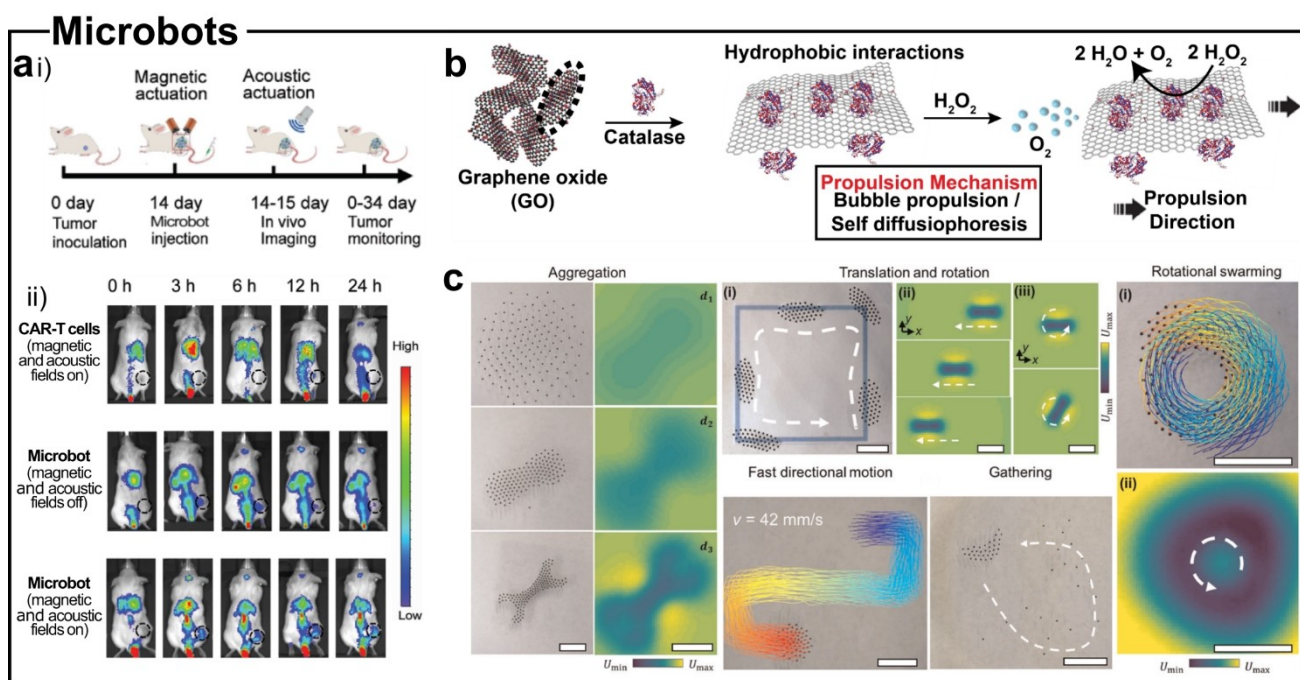 Microbots
a i)
Magnetic
actuation
Acoustic
actuation
0 day
Tumor
inoculation
14 day
Microbot
injection
14-15 day
In vivo
Imaging
0-34 day
Tumor
monitoring
ii)
0 h 3 h 6 h 12 h 24 h
CAR-T cells
(magnetic
and acoustic
fields on)
Microbot
(magnetic
and acoustic
fields off)
Microbot
(magnetic
and acoustic
fields on)
High
Low
b
Graphene oxide
(GO)
Catalase
Hydrophobic interactions
H₂O₂
O₂
2 H₂O + O₂ 2 H₂O₂
Propulsion Mechanism
Bubble propulsion /
Self diffusiophoresis
Propulsion
Direction
c
Aggregation
d₁
d₂
d₃
Umin Umax
Translation and rotation
(i)
(ii)
y
x
(iii)
y
x
Umax
Umin
Fast directional motion
v = 42 mm/s
Gathering
Rotational swarming
(i)
(ii)
Umin Umax